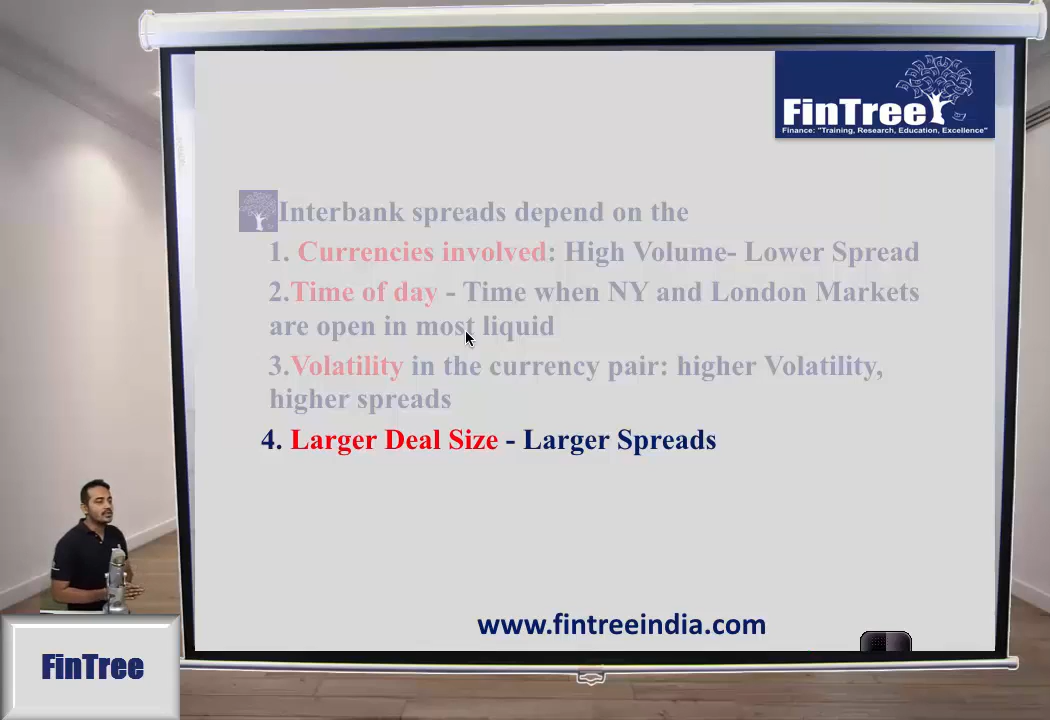 FinTree
Finance: "Training, Research, Education, Excellence"
Interbank spreads depend on the
1. Currencies involved: High Volume- Lower Spread
2.Time of day - Time when NY and London Markets
are open in most liquid
3.Volatility in the currency pair: higher Volatility,
higher spreads
4. Larger Deal Size - Larger Spreads
www.fintreeindia.com
FinTree